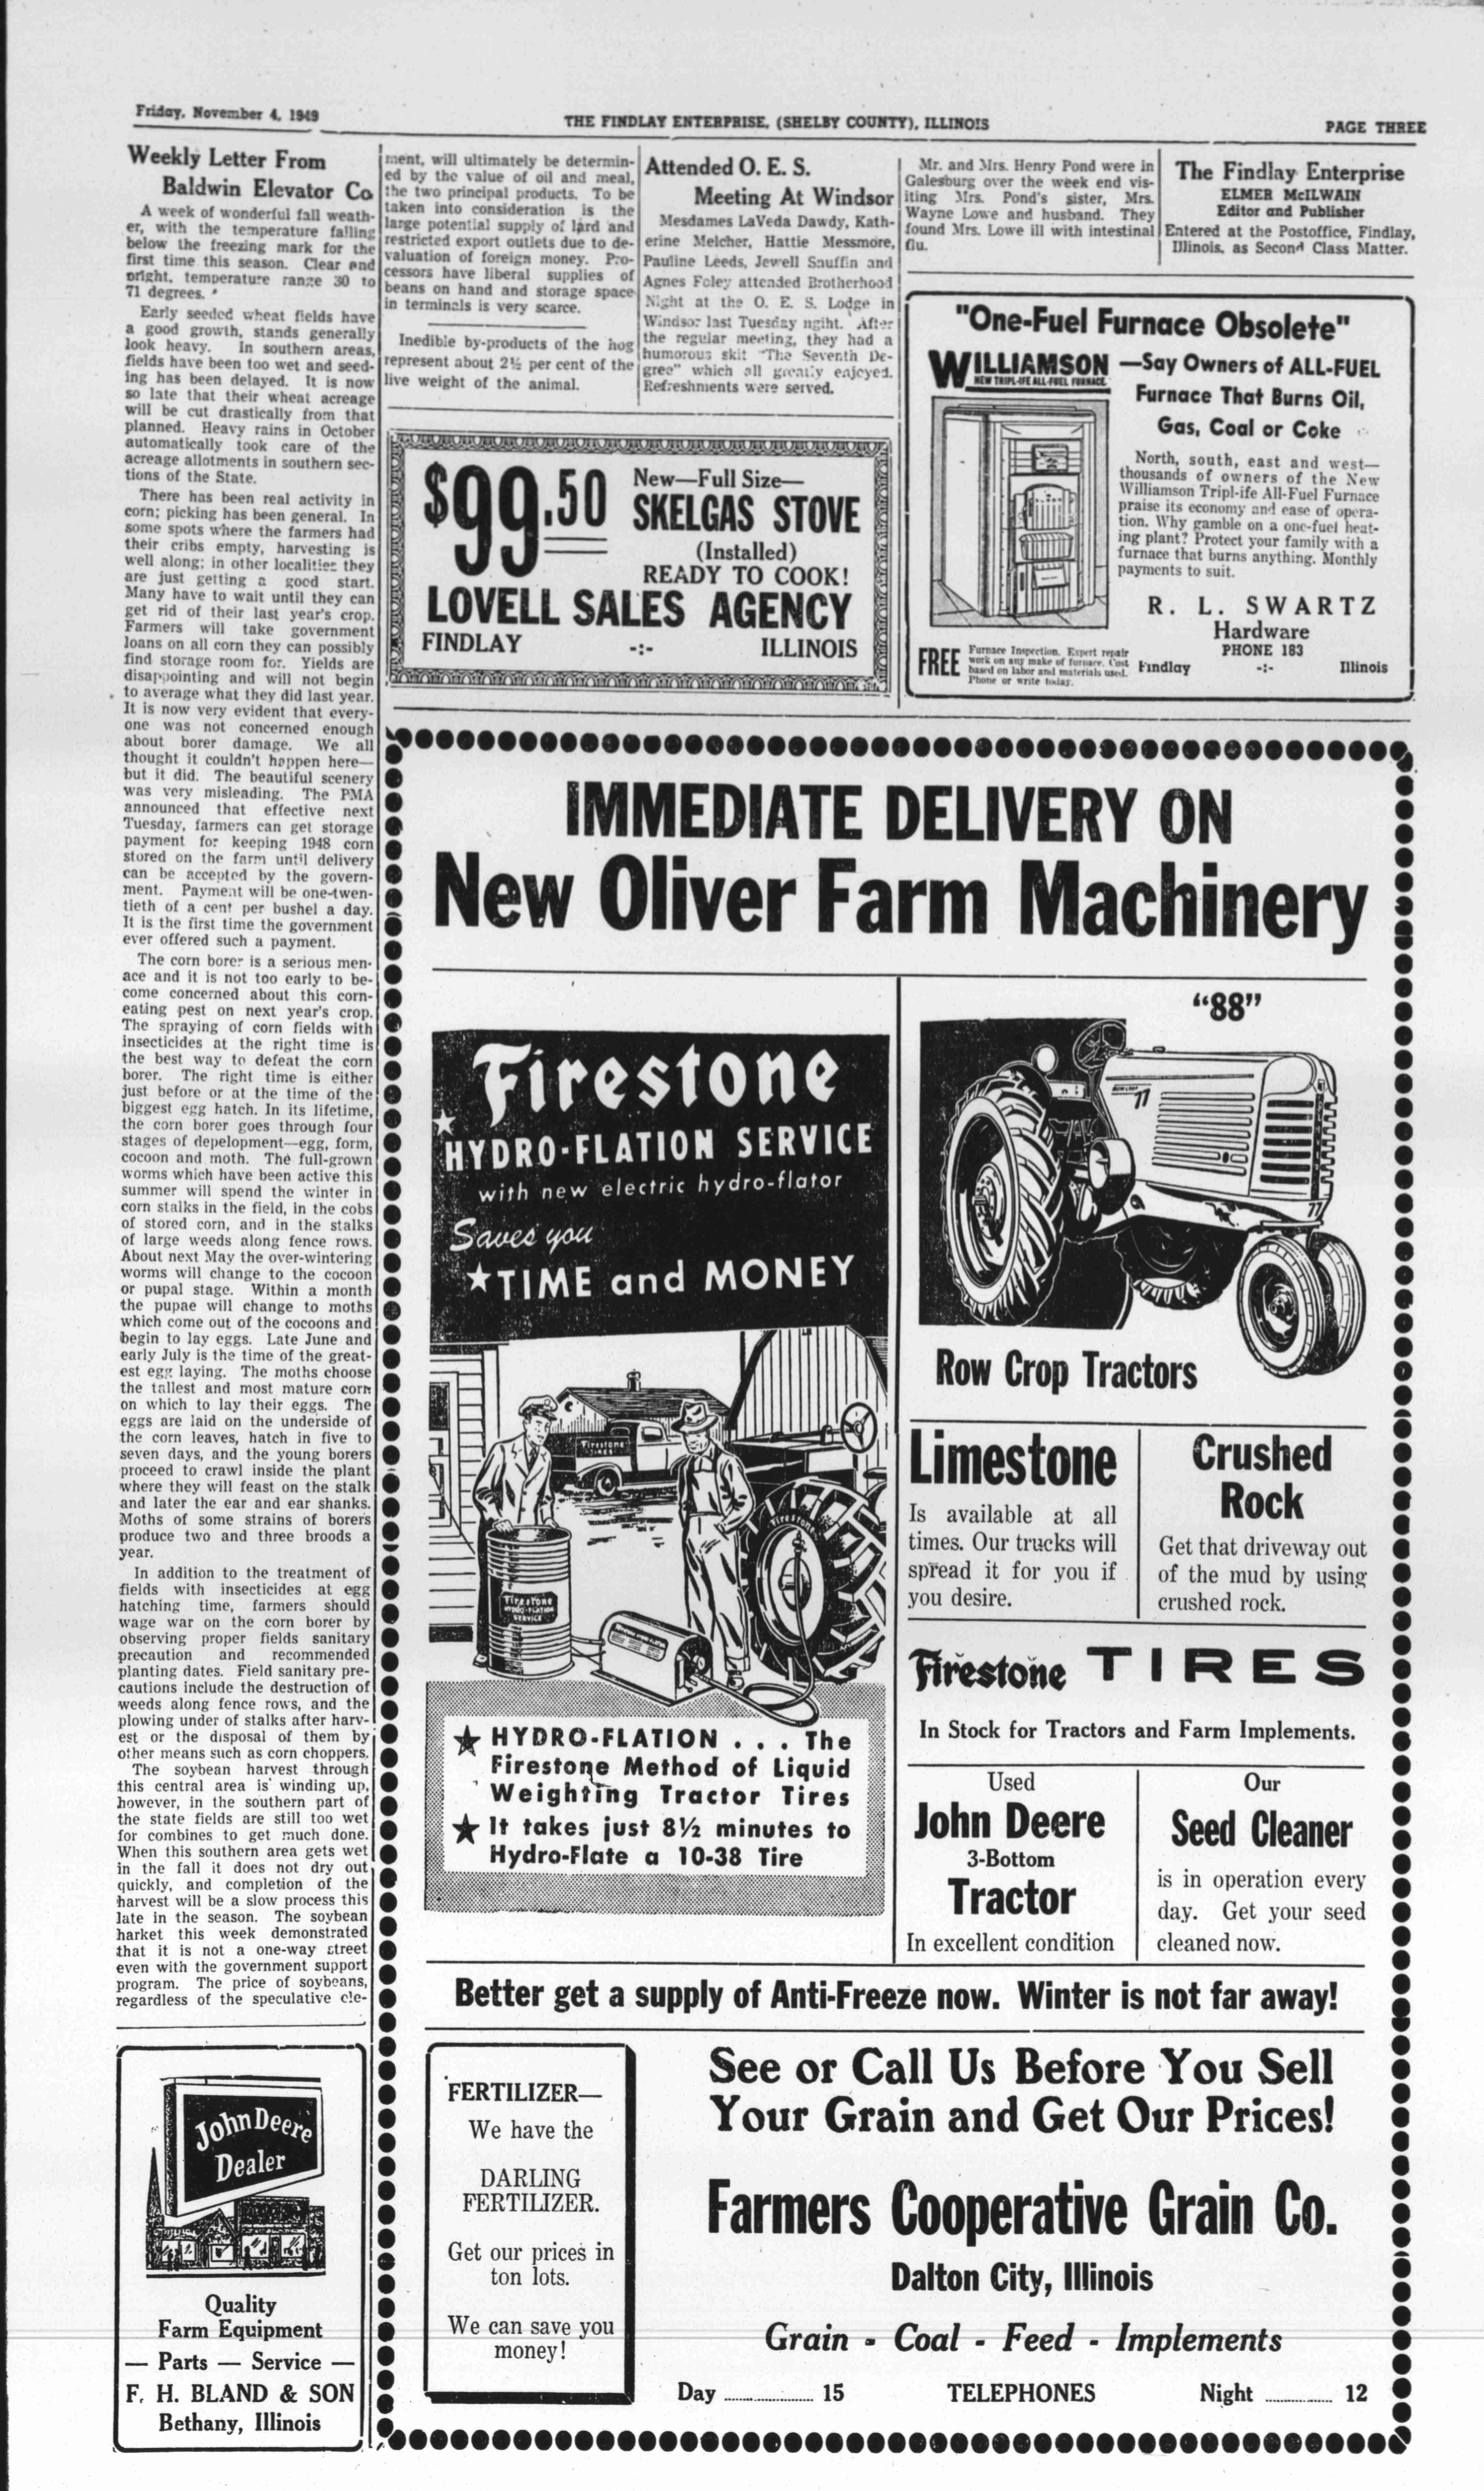 Friday, November 4, 1949
THE FINDLAY ENTERPRISE, (SHELBY COUNTY), ILLINOIS
PAGE THREE
Weekly Letter From
Baldwin Elevator Co
A week of wonderful fall weath-
er, with the temperature falling
below the freezing mark for the
first time this season. Clear and
bright, temperature range 30 to
71 degrees.
Early seeded wheat fields have
a good growth, stands generally
look heavy. In southern areas,
fields have been too wet and seed-
ing has been delayed. It is now
so late that their wheat acreage
will be cut drastically from that
planned. Heavy rains in October
automatically took care of the
acreage allotments in southern sec-
tions of the State.
There has been real activity in
corn; picking has been general. In
some spots where the farmers had
their cribs empty, harvesting is
well along; in other localities they
are just getting a good start.
Many have to wait until they can
get rid of their last year's crop.
Farmers will take government
loans on all corn they can possibly
find storage room for. Yields are
disappointing and will not begin
to average what they did last year.
It is now very evident that every-
one was not concerned enough
about borer damage. We all
thought it couldn't happen here—
but it did. The beautiful scenery
was very misleading. The PMA
announced that effective next
Tuesday, farmers can get storage
payment for keeping 1948 corn
stored on the farm until delivery
can be accepted by the govern-
ment. Payment will be one-twen-
tieth of a cent per bushel a day.
It is the first time the government
ever offered such a payment.
The corn borer is a serious men-
ace and it is not too early to be-
come concerned about this corn-
eating pest on next year's crop.
The spraying of corn fields with
insecticides at the right time is
the best way to defeat the corn
borer. The right time is either
just before or at the time of the
biggest egg hatch. In its lifetime,
the corn borer goes through four
stages of depelopment—egg, form,
cocoon and moth. The full-grown
worms which have been active this
summer will spend the winter in
corn stalks in the field, in the cobs
of stored corn, and in the stalks
of large weeds along fence rows.
About next May the over-wintering
worms will change to the cocoon
or pupal stage. Within a month
the pupae will change to moths
which come out of the cocoons and
begin to lay eggs. Late June and
early July is the time of the great-
est egg laying. The moths choose
the tallest and most mature corn
on which to lay their eggs. The
eggs are laid on the underside of
the corn leaves, hatch in five to
seven days, and the young borers
proceed to crawl inside the plant
where they will feast on the stalk
and later the ear and ear shanks.
Moths of some strains of borers
produce two and three broods a
year.
In addition to the treatment of
fields with insecticides at egg
hatching time, farmers should
wage war on the corn borer by
observing proper fields sanitary
precaution and recommended
planting dates. Field sanitary pre-
cautions include the destruction of
weeds along fence rows, and the
plowing under of stalks after harv-
est or the disposal of them by
other means such as corn choppers.
The soybean harvest through
this central area is winding up,
however, in the southern part of
the state fields are still too wet
for combines to get much done.
When this southern area gets wet
in the fall it does not dry out
quickly, and completion of the
harvest will be a slow process this
late in the season. The soybean
harket this week demonstrated
that it is not a one-way street
even with the government support
program. The price of soybeans,
regardless of the speculative ele-
ment, will ultimately be determin-
ed by the value of oil and meal,
the two principal products. To be
taken into consideration is the
large potential supply of lard and
restricted export outlets due to de-
valuation of foreign money. Pro-
cessors have liberal supplies of
beans on hand and storage space
in terminals is very scarce.
Inedible by-products of the hog
represent about 2½ per cent of the
live weight of the animal.
Attended O. E. S.
Meeting At Windsor
Mesdames LaVeda Dawdy, Kath-
erine Melcher, Hattie Messmore,
Pauline Leeds, Jewell Sauffin and
Agnes Foley attended Brotherhood
Night at the O. E. S. Lodge in
Windsor last Tuesday ngiht. After
the regular meeting, they had a
humorous skit "The Seventh De-
gree" which all greatly enjoyed.
Refreshments were served.
Mr. and Mrs. Henry Pond were in
Galesburg over the week end vis-
iting Mrs. Pond's sister, Mrs.
Wayne Lowe and husband. They
found Mrs. Lowe ill with intestinal
flu.
The Findlay Enterprise
ELMER McILWAIN
Editor and Publisher
Entered at the Postoffice, Findlay,
Illinois, as Second Class Matter.
$99.50
New—Full Size—
SKELGAS STOVE
(Installed)
READY TO COOK!
LOVELL SALES AGENCY
FINDLAY -:- ILLINOIS
"One-Fuel Furnace Obsolete"
WILLIAMSON
NEW TRIPL-IFE ALL-FUEL FURNACE
—Say Owners of ALL-FUEL
Furnace That Burns Oil,
Gas, Coal or Coke
North, south, east and west—
thousands of owners of the New
Williamson Tripl-ife All-Fuel Furnace
praise its economy and ease of opera-
tion. Why gamble on a one-fuel heat-
ing plant? Protect your family with a
furnace that burns anything. Monthly
payments to suit.
R. L. SWARTZ
Hardware
PHONE 183
Findlay -:- Illinois
FREE
Furnace Inspection. Expert repair
work on any make of furnace. Cost
based on labor and materials used.
Phone or write today.
IMMEDIATE DELIVERY ON
New Oliver Farm Machinery
Firestone
HYDRO-FLATION SERVICE
with new electric hydro-flator
Saves you
TIME and MONEY
Firestone
Firestone
Firestone
HYDRO-FLATION
SERVICE
HYDRO-FLATION . . . The
Firestone Method of Liquid
Weighting Tractor Tires
It takes just 8½ minutes to
Hydro-Flate a 10-38 Tire
"88"
77
77
Row Crop Tractors
Limestone
Is available at all
times. Our trucks will
spread it for you if
you desire.
Crushed
Rock
Get that driveway out
of the mud by using
crushed rock.
Firestone TIRES
In Stock for Tractors and Farm Implements.
Used
John Deere
3-Bottom
Tractor
In excellent condition
Our
Seed Cleaner
is in operation every
day. Get your seed
cleaned now.
Better get a supply of Anti-Freeze now. Winter is not far away!
FERTILIZER—
We have the
DARLING
FERTILIZER.
Get our prices in
ton lots.
We can save you
money!
See or Call Us Before You Sell
Your Grain and Get Our Prices!
Farmers Cooperative Grain Co.
Dalton City, Illinois
Grain - Coal - Feed - Implements
Day ........ 15 TELEPHONES Night ........ 12
John Deere
Dealer
Quality
Farm Equipment
— Parts — Service —
F. H. BLAND & SON
Bethany, Illinois